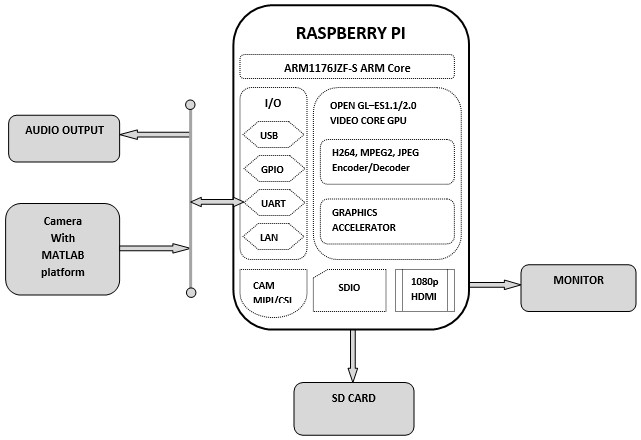 RASPBERRY PI
ARM1176JZF-S ARM Core
I/O
USB
GPIO
UART
LAN
OPEN GL–ES1.1/2.0
VIDEO CORE GPU
H264, MPEG2, JPEG
Encoder/Decoder
GRAPHICS
ACCELERATOR
CAM
MIPI/CSI
SDIO
1080p
HDMI
AUDIO OUTPUT
Camera
With
MATLAB
platform
MONITOR
SD CARD